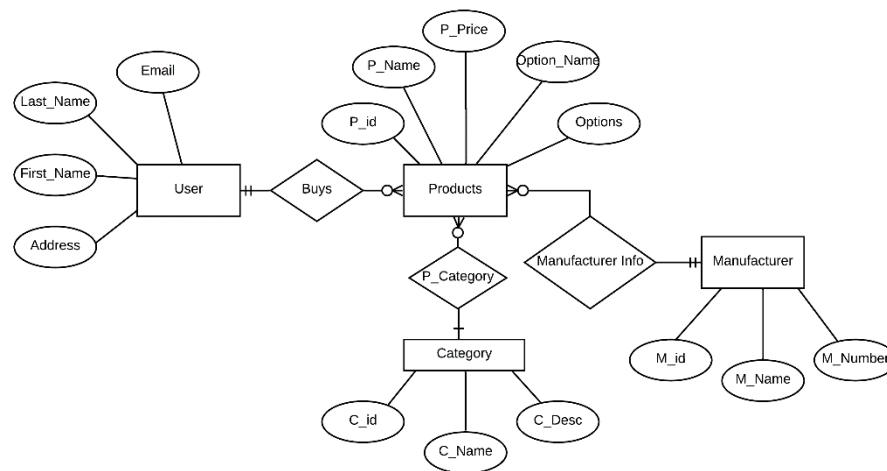 P_Price
Email
P_Name
Option_Name
Last_Name
P_id
Options
First_Name
User
Buys
Products
Address
Manufacturer Info
Manufacturer
P_Category
Category
M_id
M_Name
M_Number
C_id
C_Name
C_Desc